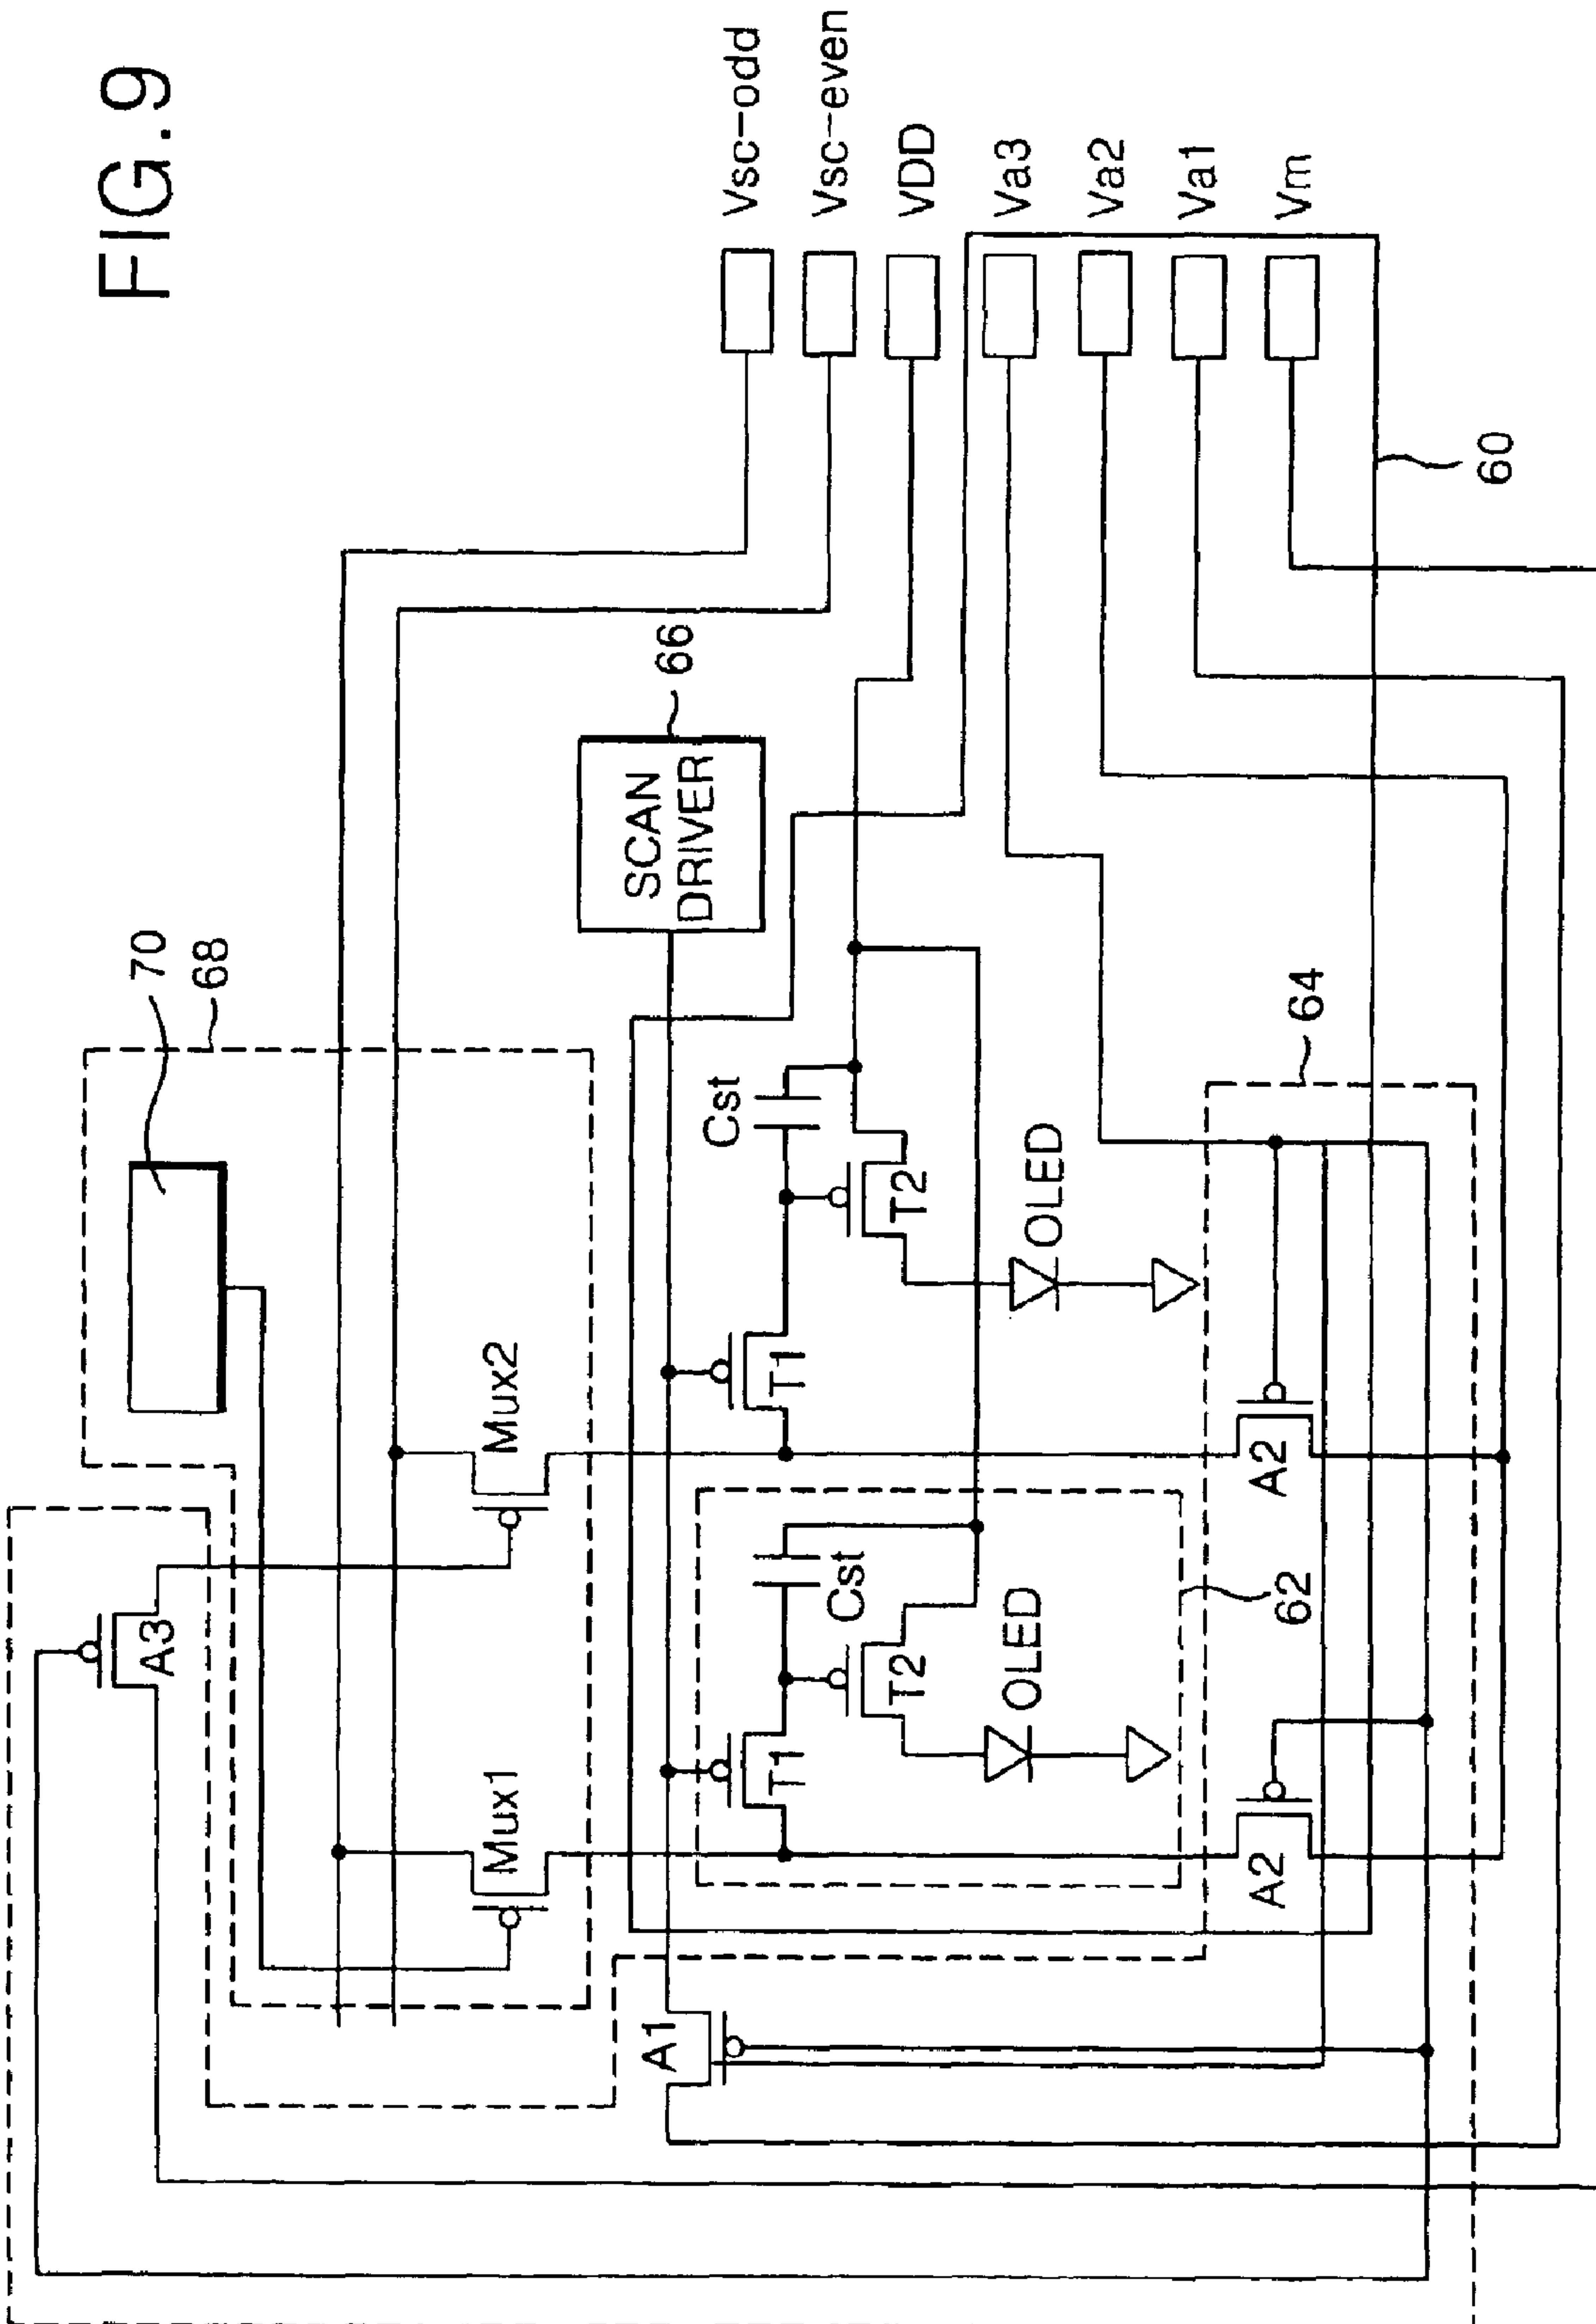 FIG.9
70
68
66
SCAN
DRIVER
Vsc-odd
Vsc-even
VDD
Va3
Va2
Va1
Vm
60
A3
Mux1
Mux2
T1
Cst
T2
OLED
62
T1
Cst
T2
OLED
64
A1
A2
A2